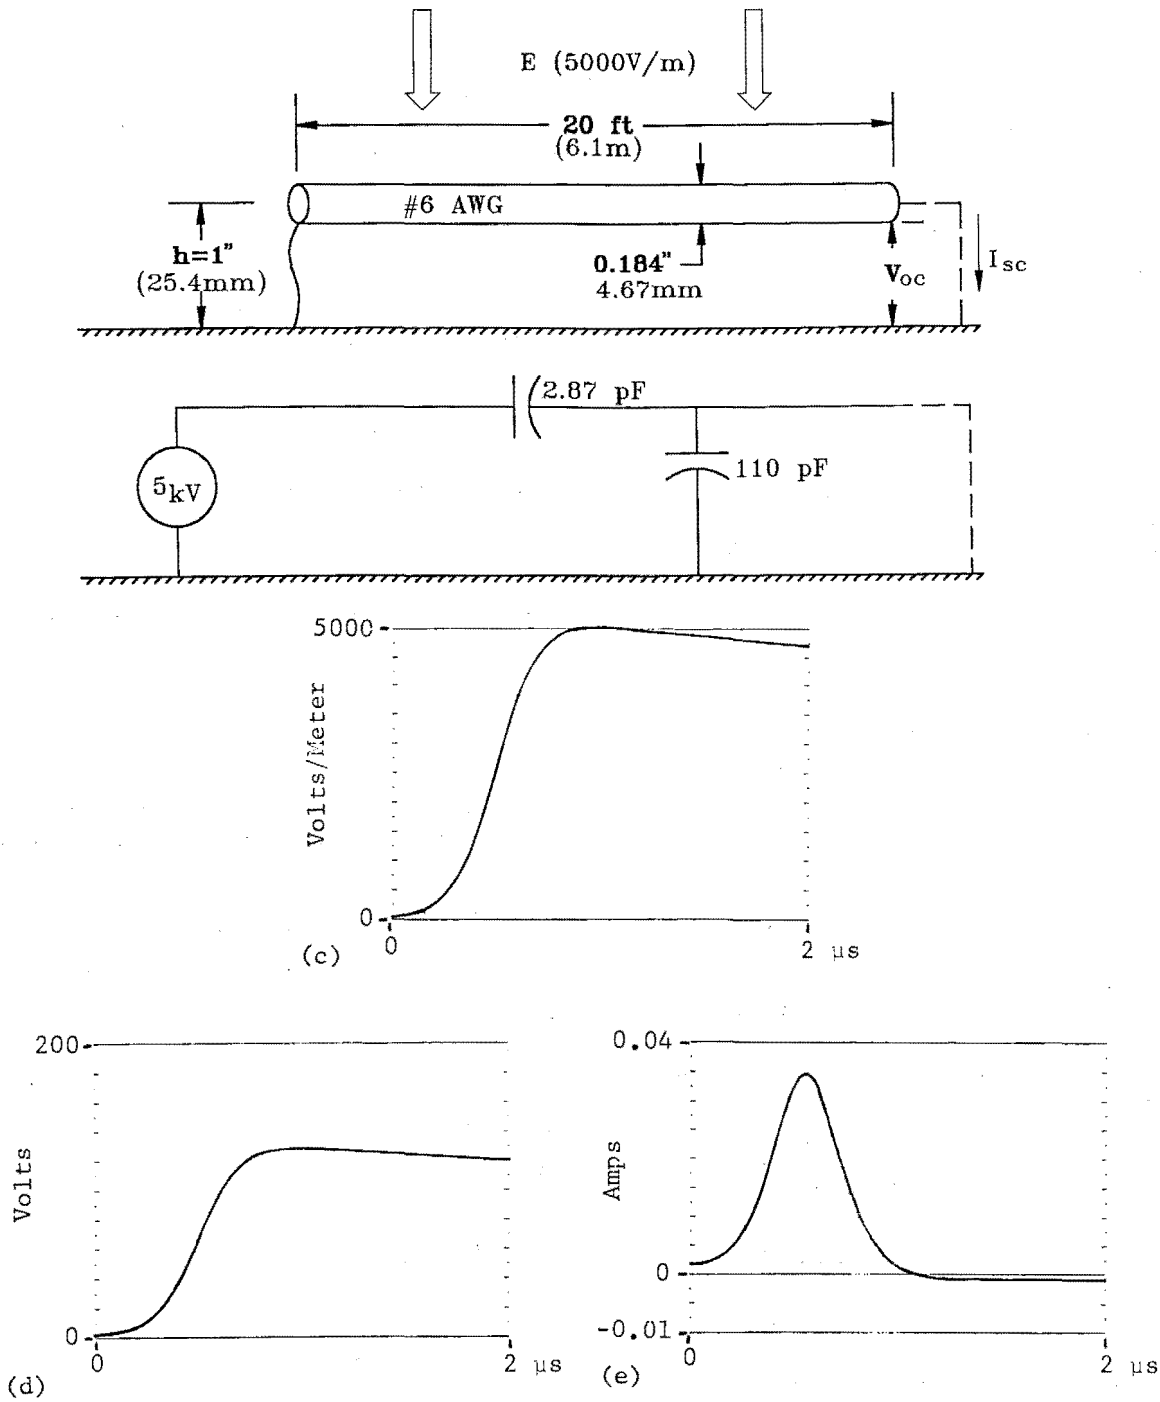 E (5000V/m)
20 ft
(6.1m)
#6 AWG
h=1"
(25.4mm)
0.184"
4.67mm
Voc
Isc
2.87 pF
5kV
110 pF
5000
Volts/Meter
0
0
2 μs
(c)
200
Volts
0
0
2 μs
(d)
0.04
Amps
0
-0.01
0
2 μs
(e)